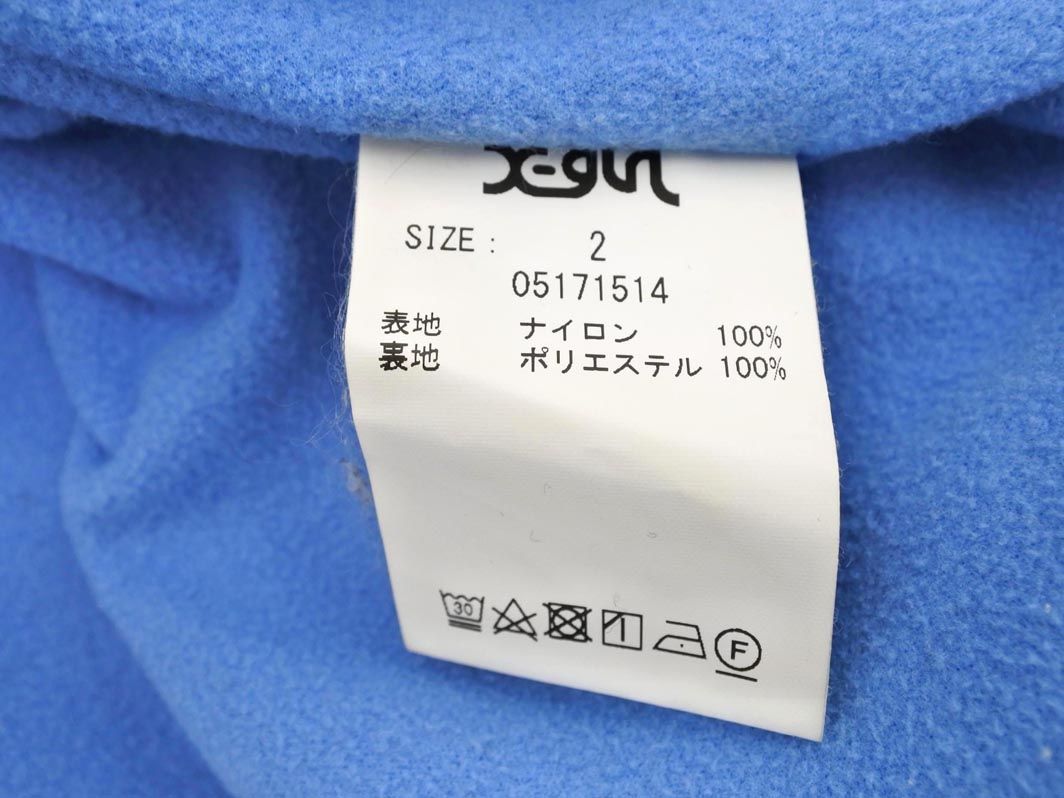 X-girl
SIZE : 2
05171514
表地 ナイロン 100%
裏地 ポリエステル 100%
30
F